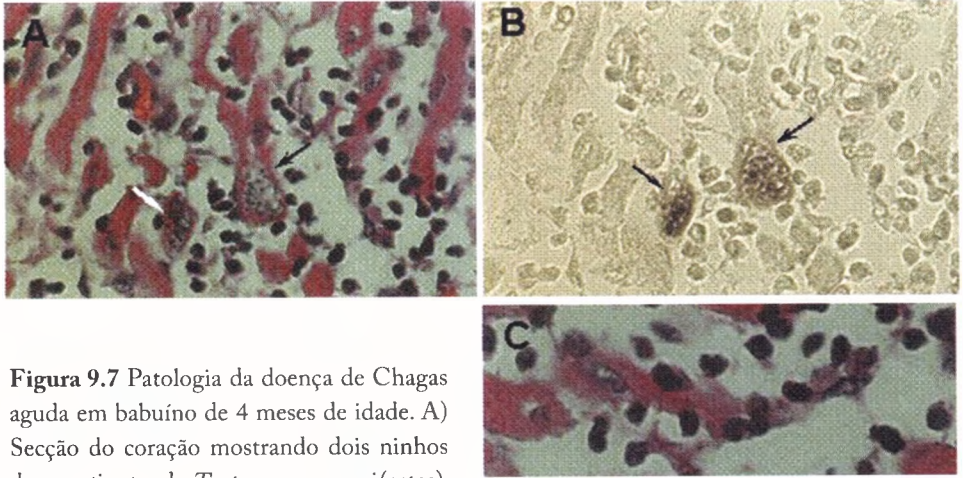 A
B
C
Figura 9.7 Patologia da doença de Chagas
aguda em babuíno de 4 meses de idade. A)
Secção do coração mostrando dois ninhos